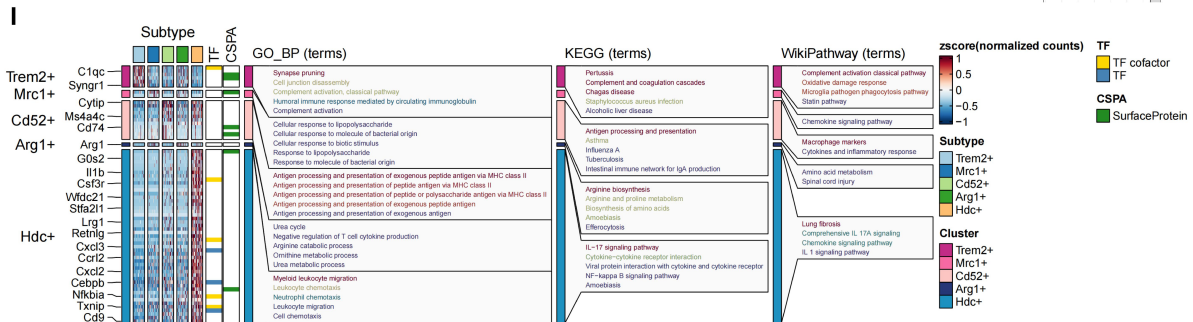 I
Subtype
TF
CSPA
GO_BP (terms)
KEGG (terms)
WikiPathway (terms)
Trem2+
Mrc1+
Cd52+
Arg1+
Hdc+
C1qc
Syngr1
Cytip
Ms4a4c
Cd74
Arg1
G0s2
Il1b
Csf3r
Wfdc21
Stfa2l1
Lrg1
Retnlg
Cxcl3
Ccrl2
Cxcl2
Cebpb
Nfkbia
Txnip
Cd9
Synapse pruning
Cell junction disassembly
Complement activation, classical pathway
Humoral immune response mediated by circulating immunoglobulin
Complement activation
Cellular response to lipopolysaccharide
Cellular response to molecule of bacterial origin
Cellular response to biotic stimulus
Response to lipopolysaccharide
Response to molecule of bacterial origin
Antigen processing and presentation of exogenous peptide antigen via MHC class II
Antigen processing and presentation of peptide antigen via MHC class II
Antigen processing and presentation of peptide or polysaccharide antigen via MHC class II
Antigen processing and presentation of exogenous peptide antigen
Antigen processing and presentation of exogenous antigen
Urea cycle
Negative regulation of T cell cytokine production
Arginine catabolic process
Ornithine metabolic process
Urea metabolic process
Myeloid leukocyte migration
Leukocyte chemotaxis
Neutrophil chemotaxis
Leukocyte migration
Cell chemotaxis
Pertussis
Complement and coagulation cascades
Chagas disease
Staphylococcus aureus infection
Alcoholic liver disease
Antigen processing and presentation
Asthma
Influenza A
Tuberculosis
Intestinal immune network for IgA production
Arginine biosynthesis
Arginine and proline metabolism
Biosynthesis of amino acids
Amoebiasis
Efferocytosis
IL−17 signaling pathway
Cytokine−cytokine receptor interaction
Viral protein interaction with cytokine and cytokine receptor
NF−kappa B signaling pathway
Amoebiasis
Complement activation classical pathway
Oxidative damage response
Microglia pathogen phagocytosis pathway
Statin pathway
Chemokine signaling pathway
Macrophage markers
Cytokines and inflammatory response
Amino acid metabolism
Spinal cord injury
Lung fibrosis
Comprehensive IL 17A signaling
Chemokine signaling pathway
IL 1 signaling pathway
zscore(normalized counts)
1
0.5
0
−0.5
−1
Subtype
Trem2+
Mrc1+
Cd52+
Arg1+
Hdc+
Cluster
Trem2+
Mrc1+
Cd52+
Arg1+
Hdc+
TF
TF cofactor
TF
CSPA
SurfaceProtein